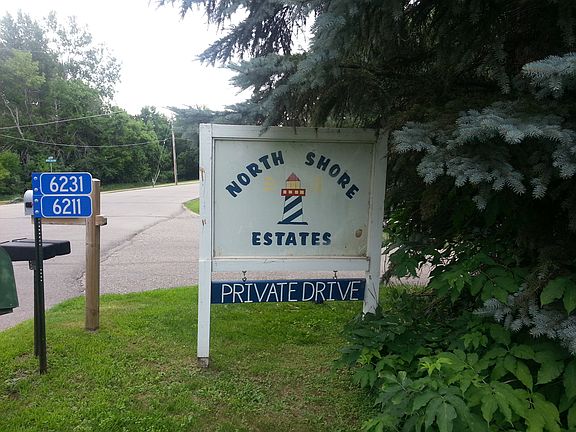 6231
6211
NORTH SHORE
ESTATES
PRIVATE DRIVE